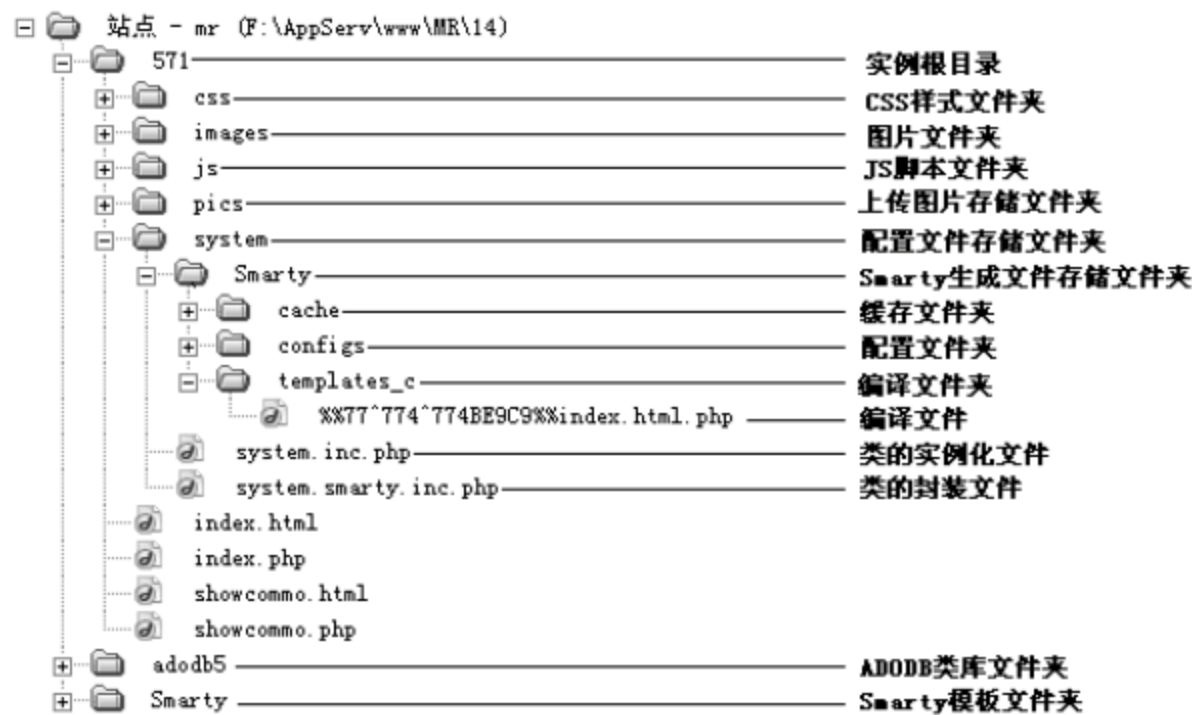 站点 - mr (F:\AppServ\www\MR\14)
571 实例根目录
css CSS样式文件夹
images 图片文件夹
js JS脚本文件夹
pics 上传图片存储文件夹
system 配置文件存储文件夹
Smarty Smarty生成文件存储文件夹
cache 缓存文件夹
configs 配置文件夹
templates_c 编译文件夹
%%77^774^774BE9C9%%index.html.php 编译文件
system.inc.php 类的实例化文件
system.smarty.inc.php 类的封装文件
index.html
index.php
showcommo.html
showcommo.php
adodb5 ADODB类库文件夹
Smarty Smarty模板文件夹